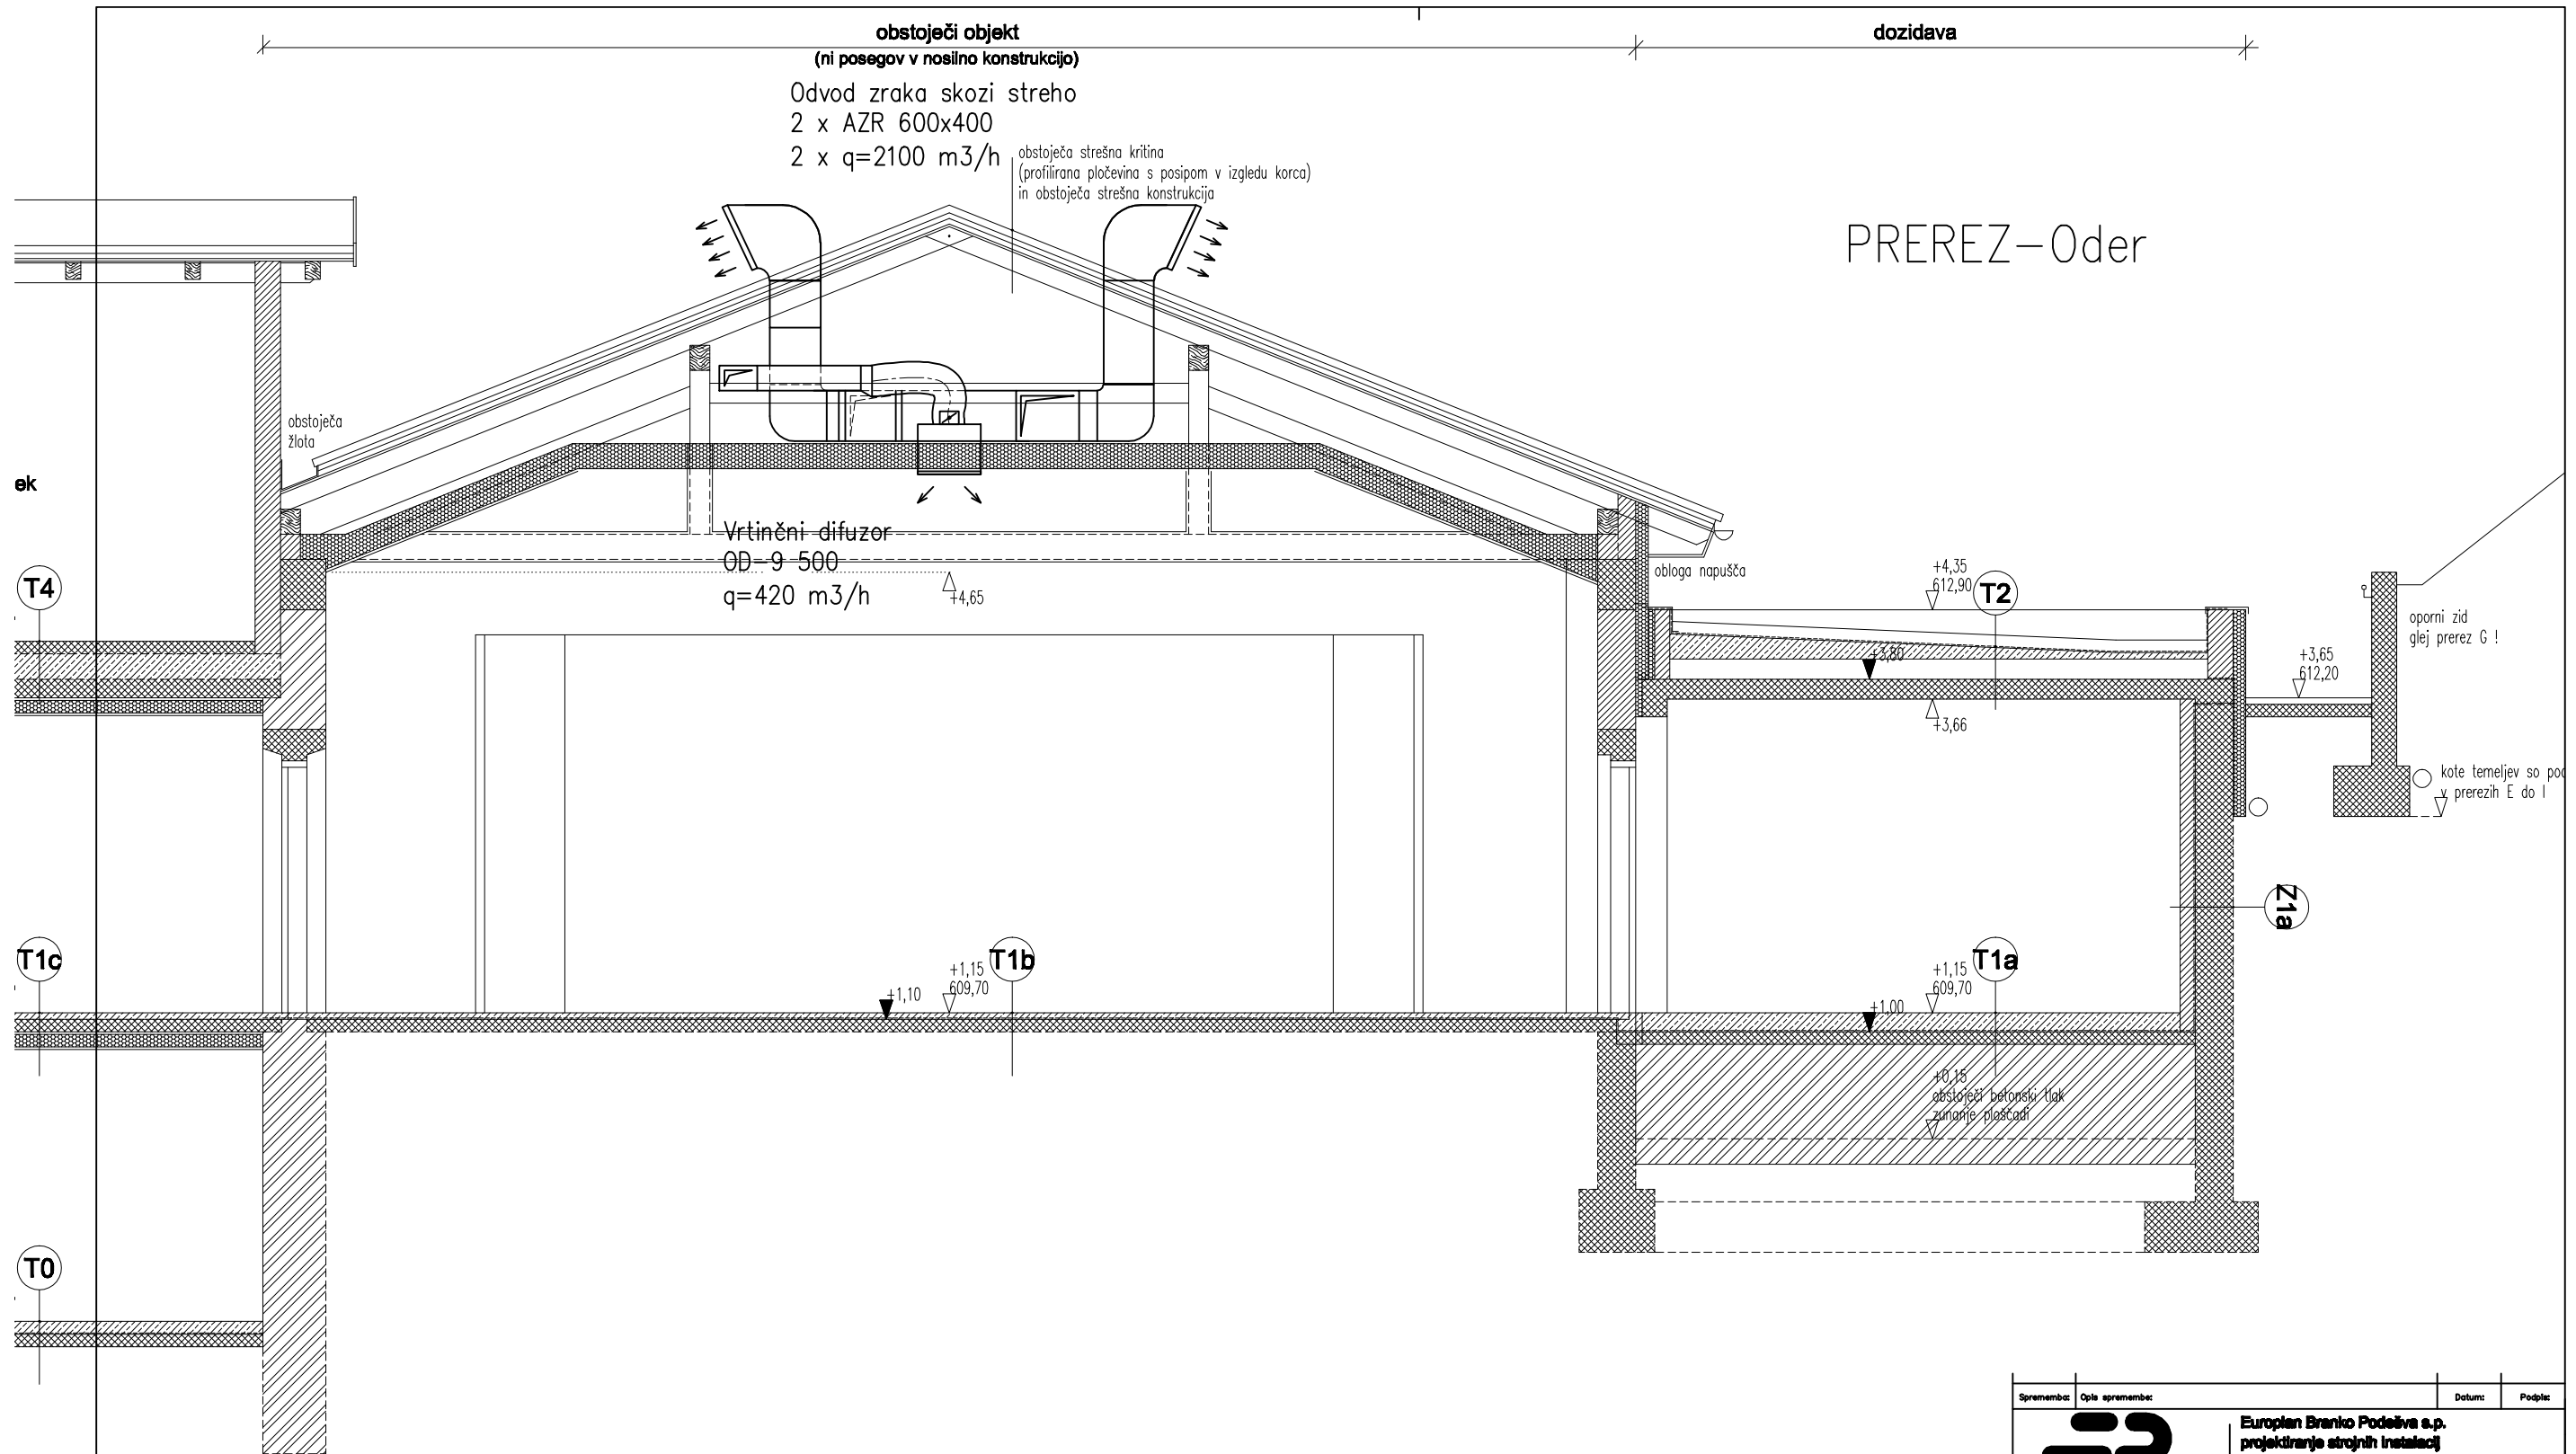 obstoječi objekt
(ni posegov v nosilno konstrukcijo)
dozidava
Odvod zraka skozi streho
2 x AZR 600x400
2 x q=2100 m3/h
obstoječa strešna kritina
(profilirana pločevina s posipom v izgledu korca)
in obstoječa strešna konstrukcija
PREREZ-Oder
obstoječa
žlota
ek
Vrtinčni difuzor
OD-9 500
q=420 m3/h
+4,65
obloga napušča
+4,35
612,90
T2
T4
oporni zid
glej prerez G !
+3,80
+3,65
612,20
+3,66
kote temeljev so pod
v prerezih E do I
Z1a
T1c
+1,10
+1,15
609,70
T1b
+1,15
609,70
T1a
+1,00
+0,15
obstoječi betonski tlak
zunanje ploščadi
T0
Sprememba:
Opis spremembe:
Datum:
Podpis:
Europlan Branko Podešva s.p.
projektiranje strojnih instalacij